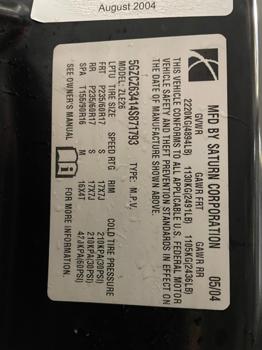 August 2004
MFD BY SATURN CORPORATION 05/04
GVWR GAWR FRT GAWR RR
2220KG(4894LB) 1130KG(2491LB) 1105KG(2436LB)
THIS VEHICLE CONFORMS TO ALL APPLICABLE U.S. FEDERAL MOTOR
VEHICLE SAFETY AND THEFT PREVENTION STANDARDS IN EFFECT ON
THE DATE OF MANUFACTURE SHOWN ABOVE.
5GZCZ63414S871793 TYPE: M.P.V.
MODEL: ZLE26
LPTU TIRE SIZE SPEED RTG RIM COLD TIRE PRESSURE
FRT P235/60R17 S 17X7J 210KPA(30PSI)
RR P235/60R17 S 17X7J 210KPA(30PSI)
SPA T155/90R16 M 16X4T 420KPA(60PSI)
SEE OWNER'S MANUAL i FOR MORE INFORMATION.